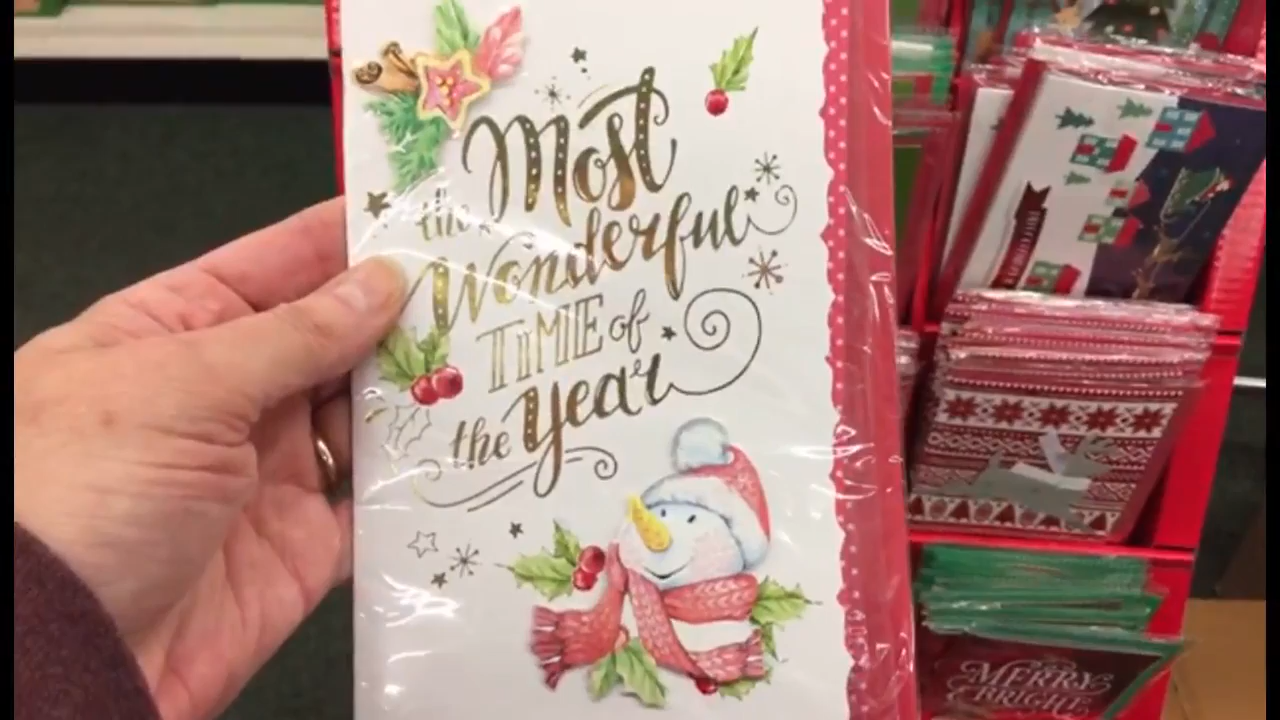 the Most
Wonderful
TIME of
the Year
MERRY
BRIGHT